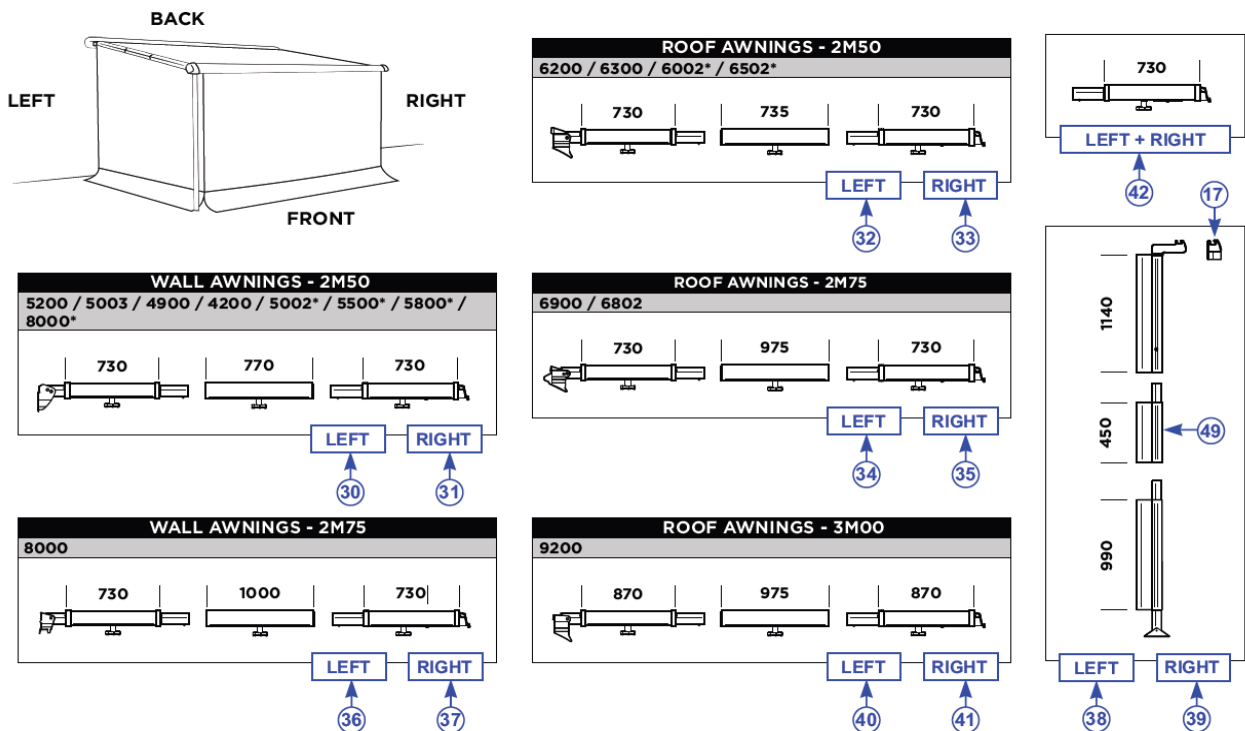 BACK
LEFT
RIGHT
FRONT
ROOF AWNINGS - 2M50
6200 / 6300 / 6002* / 6502*
730 735 730
LEFT RIGHT
32 33
730
LEFT + RIGHT
42
17
WALL AWNINGS - 2M50
5200 / 5003 / 4900 / 4200 / 5002* / 5500* / 5800* /
8000*
730 770 730
LEFT RIGHT
30 31
ROOF AWNINGS - 2M75
6900 / 6802
730 975 730
LEFT RIGHT
34 35
WALL AWNINGS - 2M75
8000
730 1000 730
LEFT RIGHT
36 37
ROOF AWNINGS - 3M00
9200
870 975 870
LEFT RIGHT
40 41
1140
450
49
990
LEFT RIGHT
38 39